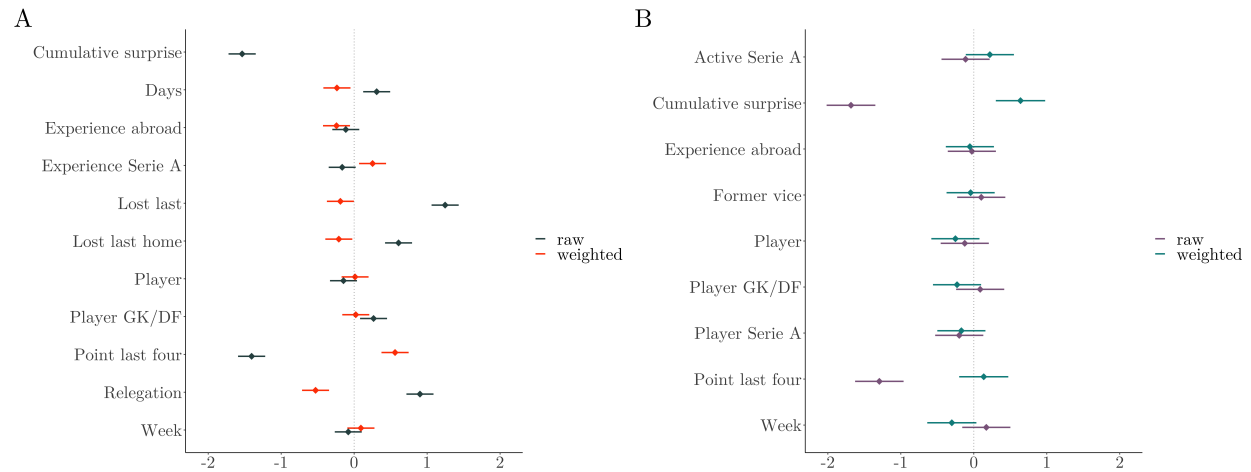 A
Cumulative surprise
Days
Experience abroad
Experience Serie A
Lost last
Lost last home
Player
Player GK/DF
Point last four
Relegation
Week
-2 -1 0 1 2
raw
weighted
B
Active Serie A
Cumulative surprise
Experience abroad
Former vice
Player
Player GK/DF
Player Serie A
Point last four
Week
-2 -1 0 1 2
raw
weighted